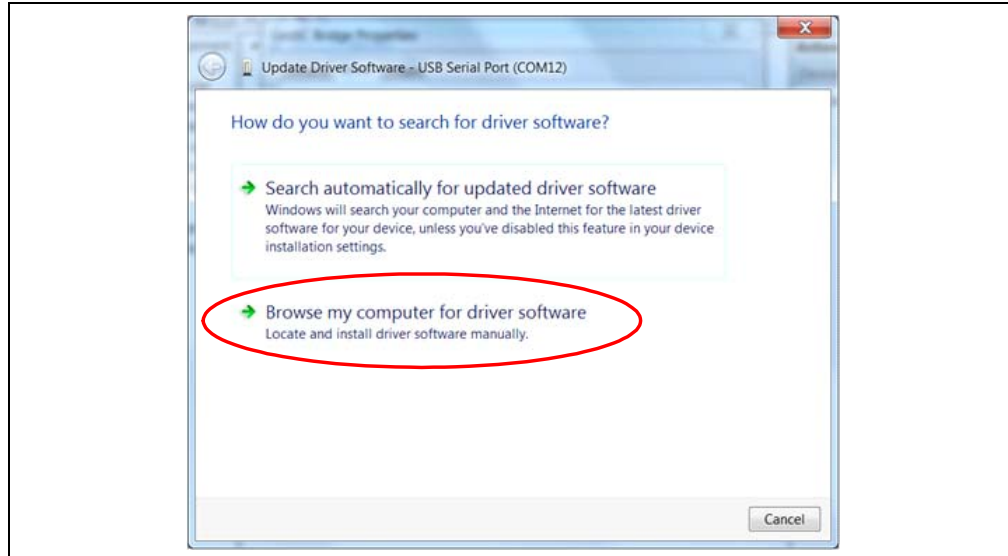 Update Driver Software - USB Serial Port (COM12)
How do you want to search for driver software?
Search automatically for updated driver software
Windows will search your computer and the Internet for the latest driver
software for your device, unless you've disabled this feature in your device
installation settings.
Browse my computer for driver software
Locate and install driver software manually.
Cancel